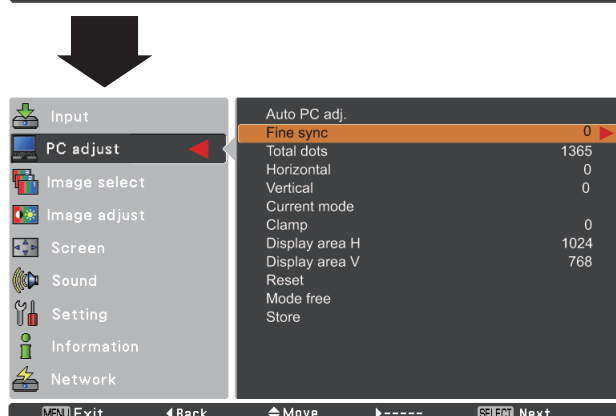 Input
PC adjust
Image select
Image adjust
Screen
Sound
Setting
Information
Network
Auto PC adj.
Fine sync 0
Total dots 1365
Horizontal 0
Vertical 0
Current mode
Clamp 0
Display area H 1024
Display area V 768
Reset
Mode free
Store
MENU Exit Back Move ----- SELECT Next